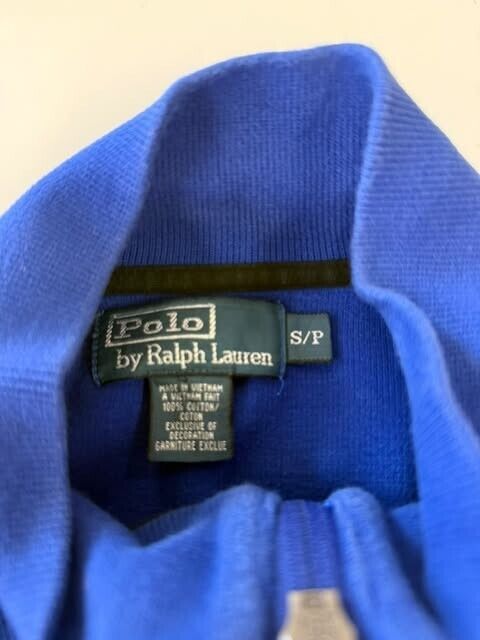 Polo
by Ralph Lauren
S/P
MADE IN VIETNAM
A VIETNAM FAIT
100% COTTON/
COTON
EXCLUSIVE OF
DECORATION
GARNITURE EXCLUE